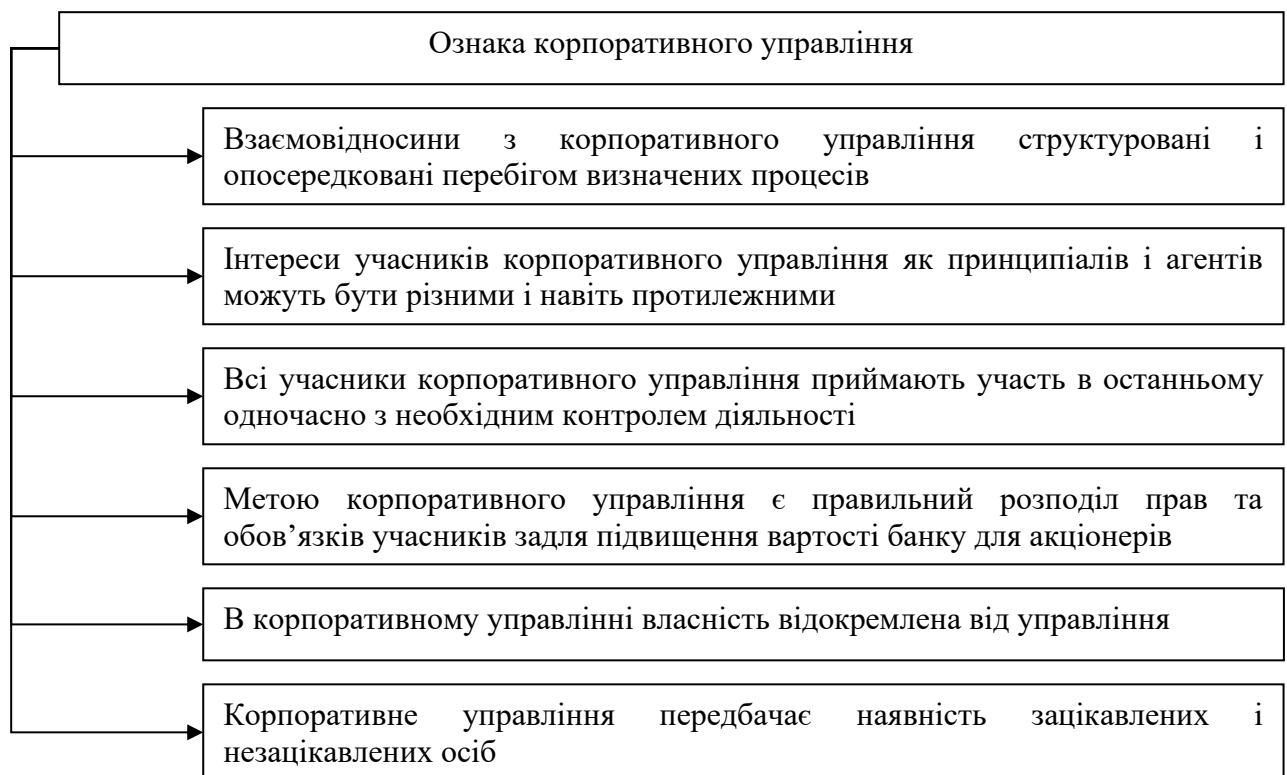 Ознака корпоративного управління
Взаємовідносини з корпоративного управління структуровані і
опосередковані перебігом визначених процесів
Інтереси учасників корпоративного управління як принципіалів і агентів
можуть бути різними і навіть протилежними
Всі учасники корпоративного управління приймають участь в останньому
одночасно з необхідним контролем діяльності
Метою корпоративного управління є правильний розподіл прав та
обов’язків учасників задля підвищення вартості банку для акціонерів
В корпоративному управлінні власність відокремлена від управління
Корпоративне управління передбачає наявність зацікавлених і
незацікавлених осіб